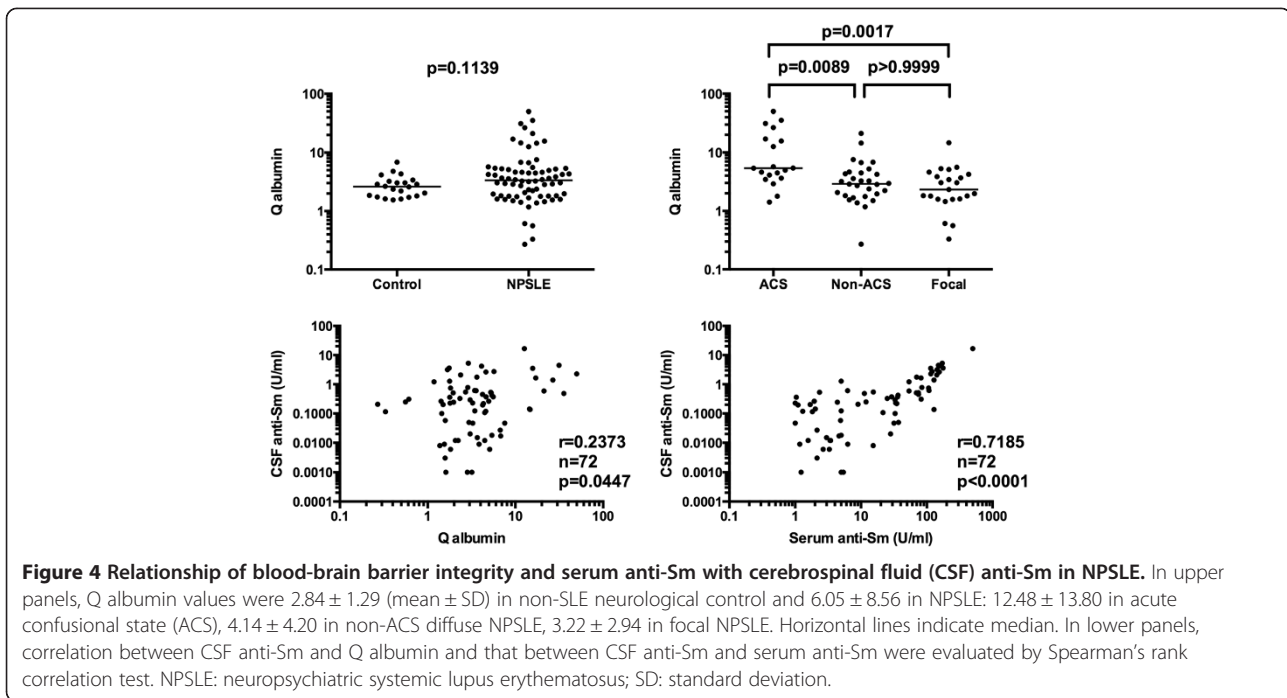 p=0.1139
100
10
1
0.1
Q albumin
Control
NPSLE
p=0.0017
p=0.0089
p>0.9999
100
10
1
0.1
Q albumin
ACS
Non-ACS
Focal
100
10
1
0.1000
0.0100
0.0010
0.0001
CSF anti-Sm (U/ml)
r=0.2373
n=72
p=0.0447
0.1
1
10
100
Q albumin
100
10
1
0.1000
0.0100
0.0010
0.0001
CSF anti-Sm (U/ml)
r=0.7185
n=72
p<0.0001
0.1
1
10
100
1000
Serum anti-Sm (U/ml)
Figure 4 Relationship of blood-brain barrier integrity and serum anti-Sm with cerebrospinal fluid (CSF) anti-Sm in NPSLE. In upper
panels, Q albumin values were 2.84 ± 1.29 (mean ± SD) in non-SLE neurological control and 6.05 ± 8.56 in NPSLE: 12.48 ± 13.80 in acute
confusional state (ACS), 4.14 ± 4.20 in non-ACS diffuse NPSLE, 3.22 ± 2.94 in focal NPSLE. Horizontal lines indicate median. In lower panels,
correlation between CSF anti-Sm and Q albumin and that between CSF anti-Sm and serum anti-Sm were evaluated by Spearman's rank
correlation test. NPSLE: neuropsychiatric systemic lupus erythematosus; SD: standard deviation.